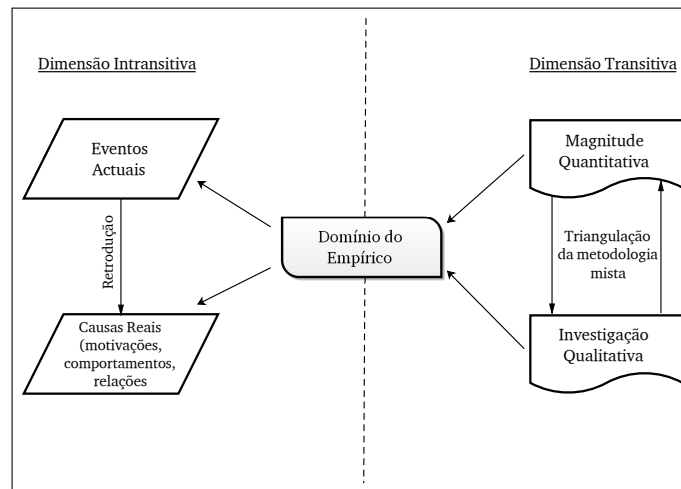 Dimensão Intransitiva
Dimensão Transitiva
Eventos
Actuais
Magnitude
Quantitativa
Retrodução
Domínio do
Empírico
Triangulação
da metodologia
mista
Causas Reais
(motivações,
comportamentos,
relações
Investigação
Qualitativa